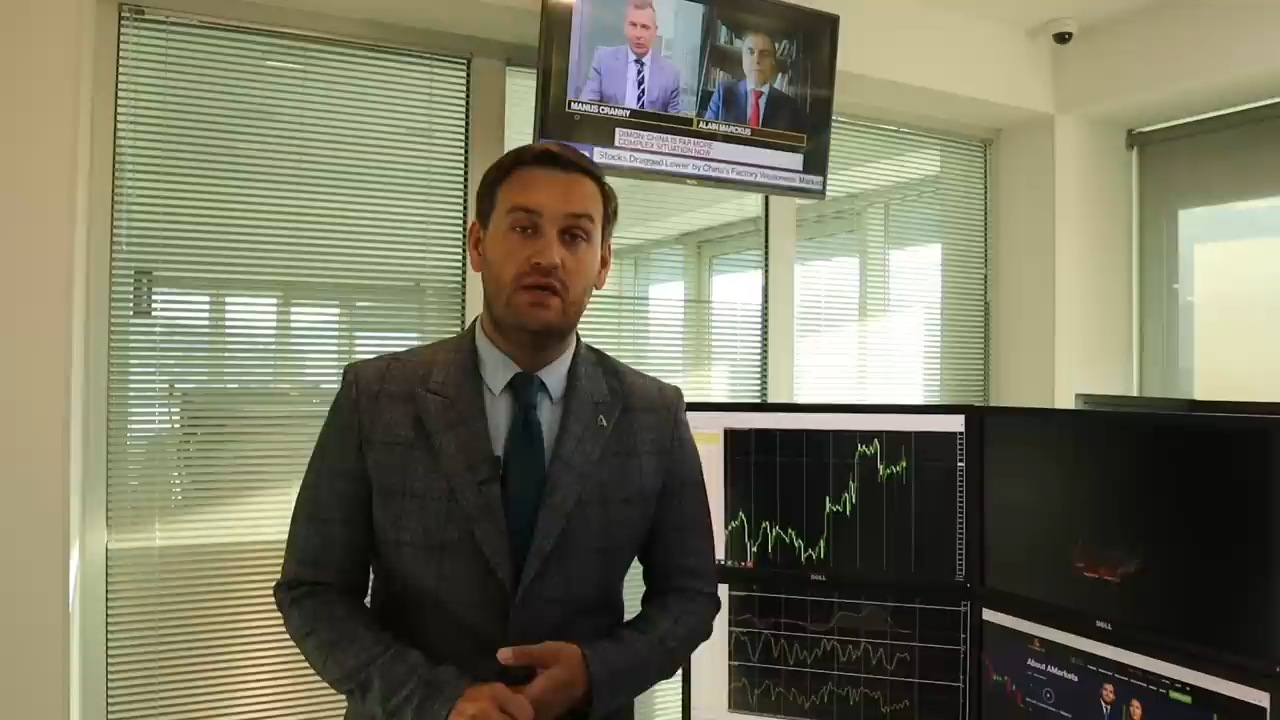 MANUS CRANNY
ALAIN MARCKUS
DIMON: CHINA IS FAR MORE
COMPLEX SITUATION NOW
Stocks Dragged Lower by China's Factory Weakness Market
A
DELL
DELL
About AMarkets